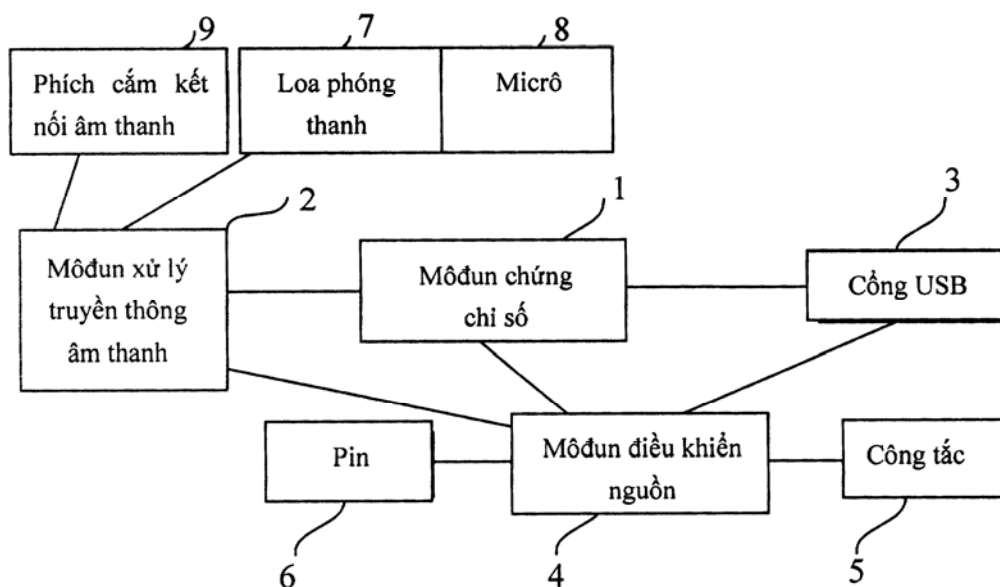 9
7
8
Phích cắm kết
nối âm thanh
Loa phóng
thanh
Micrô
2
1
3
Môđun xử lý
truyền thông
âm thanh
Môđun chứng
chỉ số
Cổng USB
Pin
Môđun điều khiển
nguồn
Công tắc
6
4
5